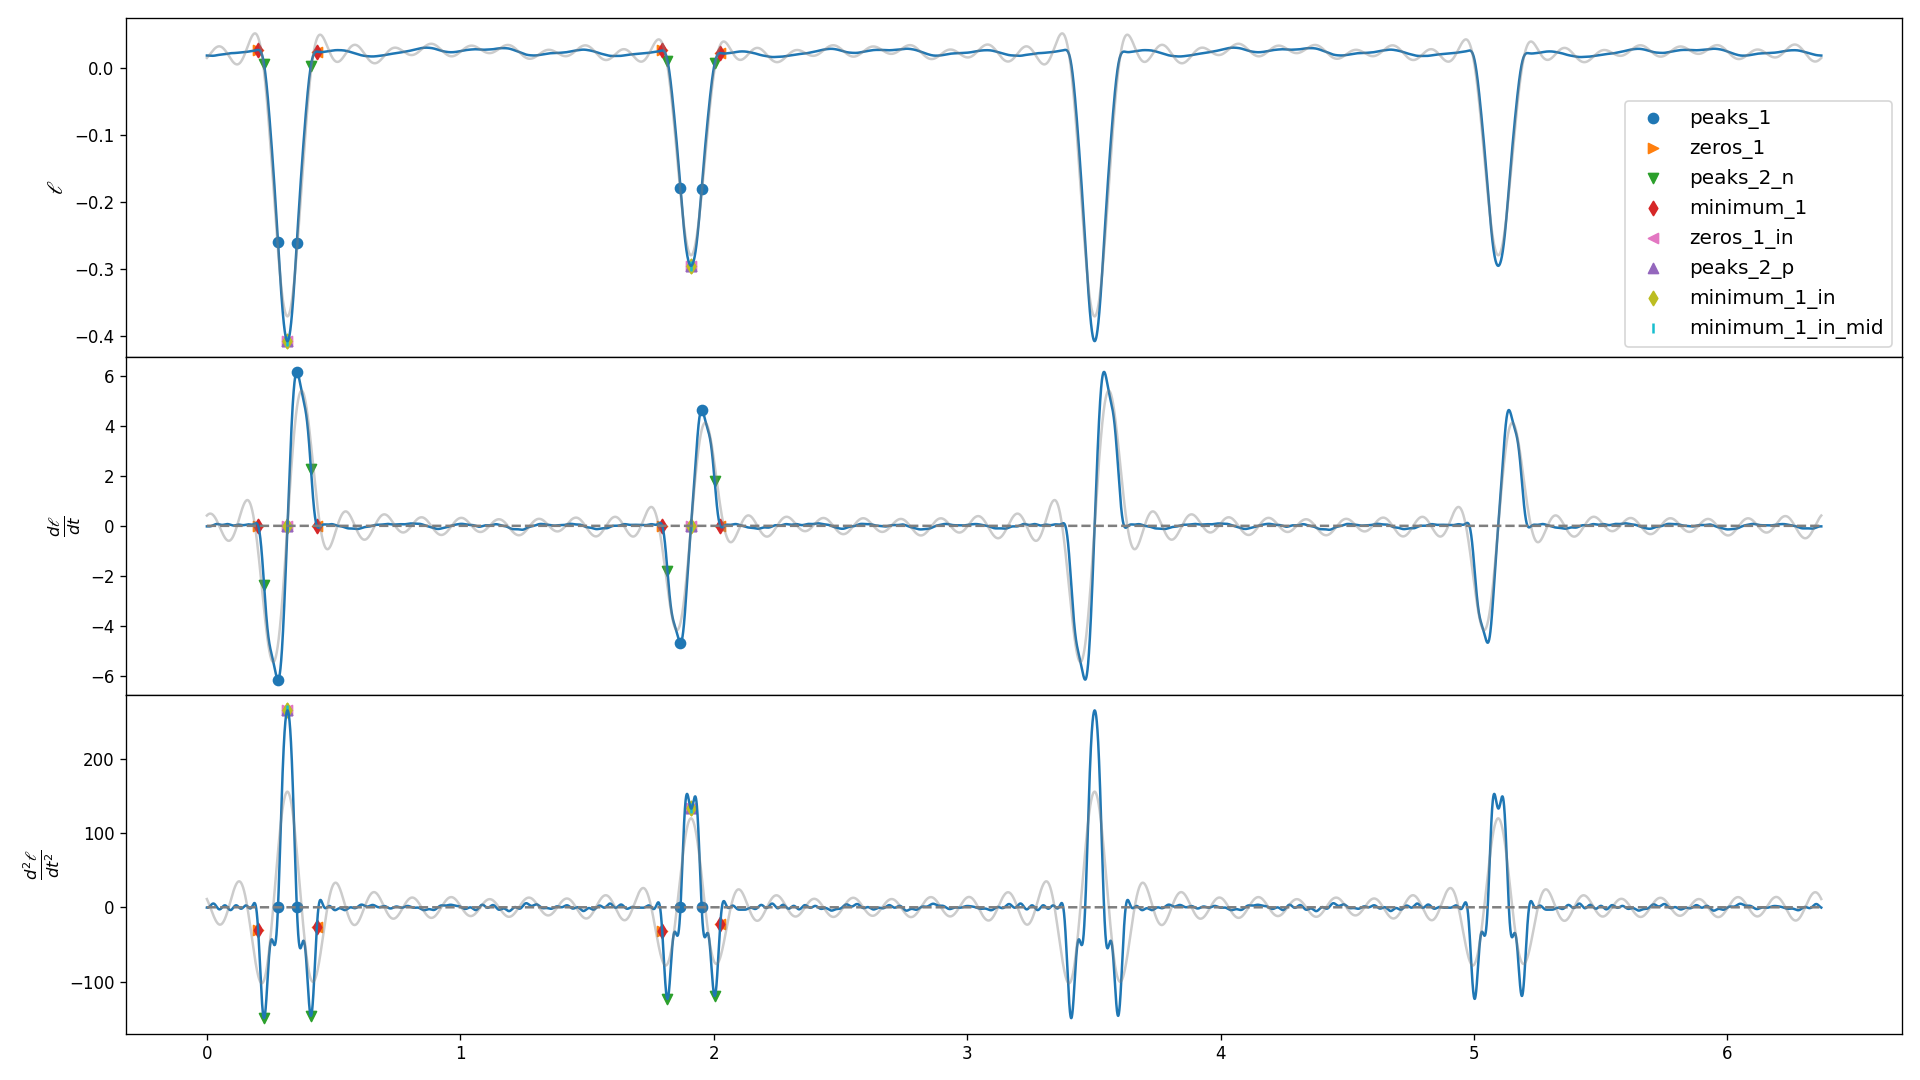 0.0
−0.1
−0.2
−0.3
−0.4
ℓ
peaks_1
zeros_1
peaks_2_n
minimum_1
zeros_1_in
peaks_2_p
minimum_1_in
minimum_1_in_mid
6
4
2
0
−2
−4
−6
dℓ
dt
200
100
0
−100
d²ℓ
dt²
0 1 2 3 4 5 6